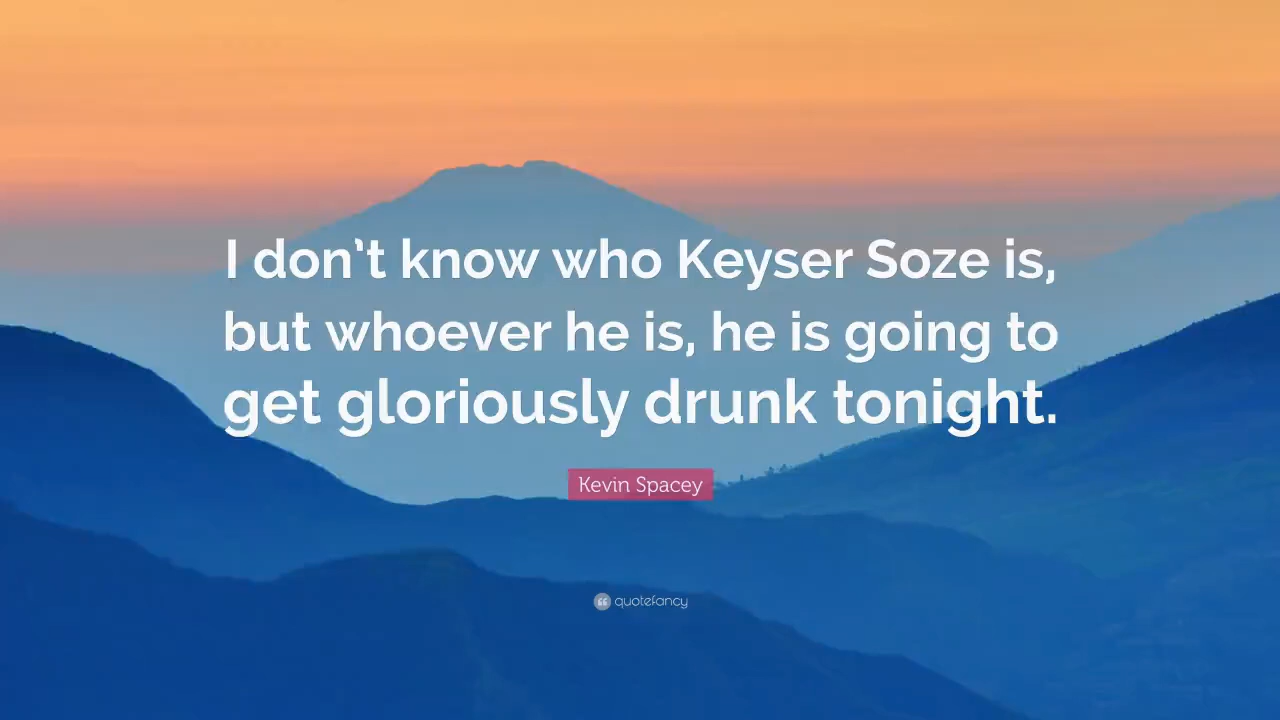 I don’t know who Keyser Soze is,
but whoever he is, he is going to
get gloriously drunk tonight.
Kevin Spacey
quotefancy